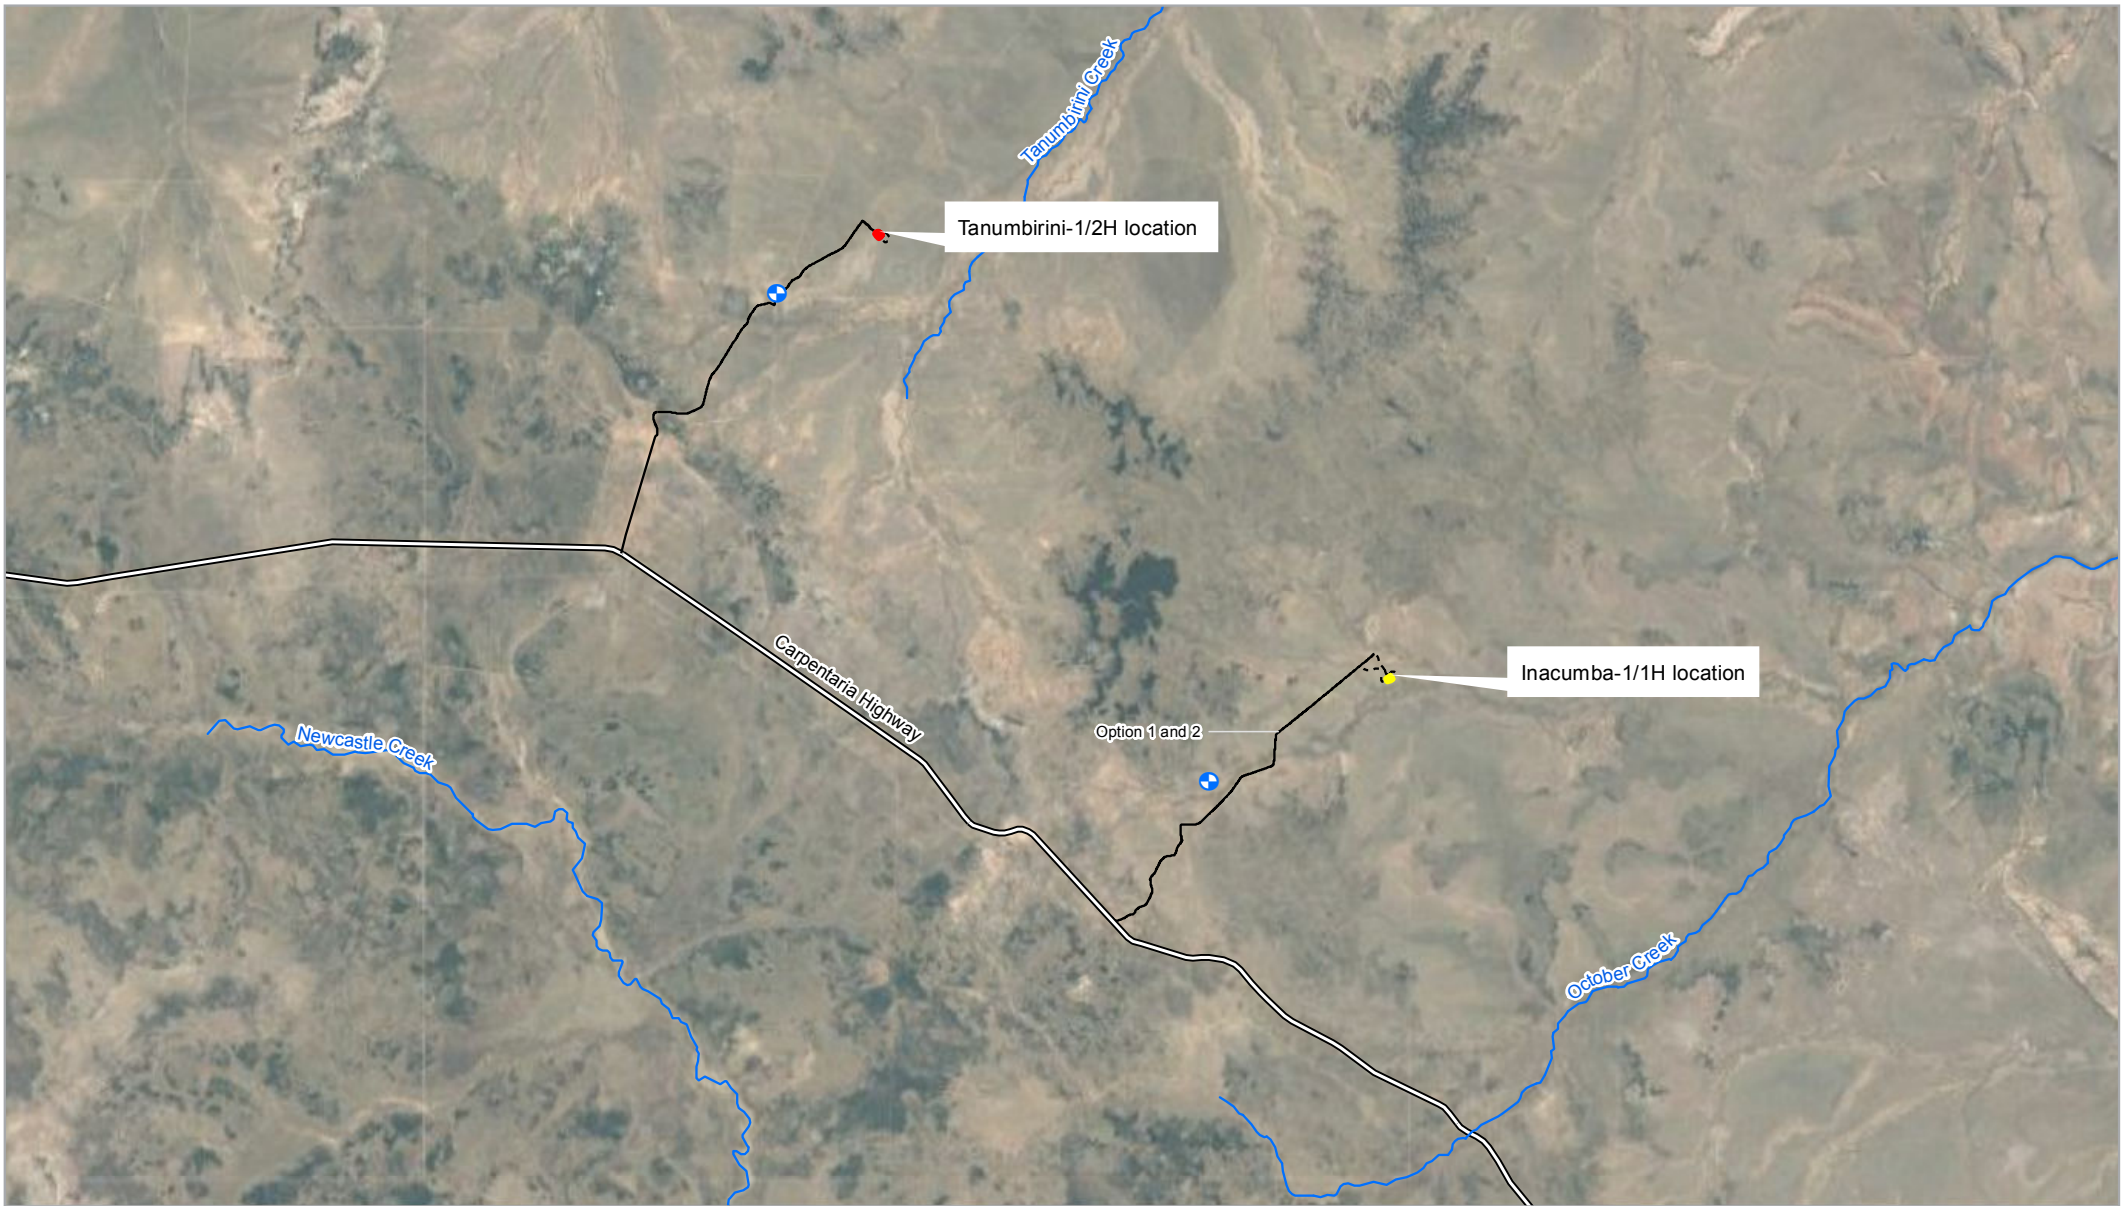 Tanumbirini Creek
Tanumbirini-1/2H location
Carpentaria Highway
Inacumba-1/1H location
Option 1 and 2
Newcastle Creek
October Creek